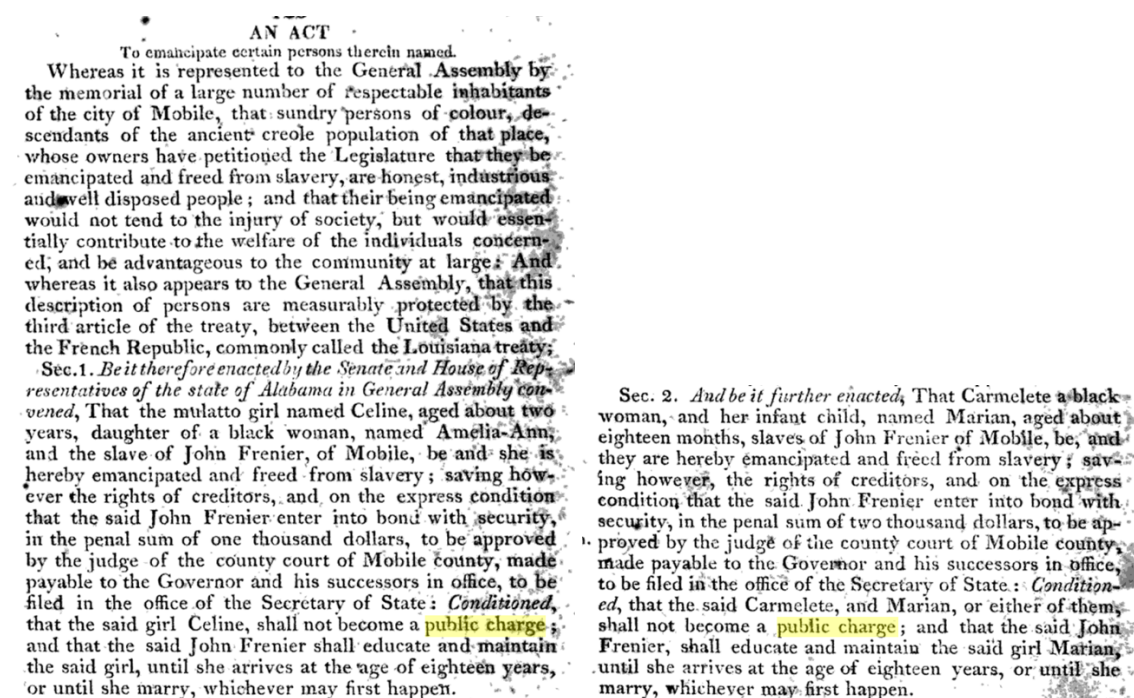 AN ACT
To emancipate certain persons therein named.
Whereas it is represented to the General Assembly by
the memorial of a large number of respectable inhabitants
of the city of Mobile, that sundry persons of colour, de-
scendants of the ancient creole population of that place,
whose owners have petitioned the Legislature that they be
emancipated and freed from slavery, are honest, industrious
and well disposed people; and that their being emancipated
would not tend to the injury of society, but would essen-
tially contribute to the welfare of the individuals concern-
ed, and be advantageous to the community at large: And
whereas it also appears to the General Assembly, that this
description of persons are measurably protected by the
third article of the treaty, between the United States and
the French Republic, commonly called the Louisiana treaty;
Sec. 1. Be it therefore enacted by the Senate and House of Rep-
resentatives of the state of Alabama in General Assembly con-
vened, That the mulatto girl named Celine, aged about two
years, daughter of a black woman, named Amelia-Ann,
and the slave of John Frenier, of Mobile, be and she is
hereby emancipated and freed from slavery; saving how-
ever the rights of creditors, and on the express condition
that the said John Frenier enter into bond with security,
in the penal sum of one thousand dollars, to be approved
by the judge of the county court of Mobile county, made
payable to the Governor and his successors in office, to be
filed in the office of the Secretary of State: Conditioned,
that the said girl Celine, shall not become a public charge;
and that the said John Frenier shall educate and maintain
the said girl, until she arrives at the age of eighteen years,
or until she marry, whichever may first happen.
Sec. 2. And be it further enacted, That Carmelete a black
woman, and her infant child, named Marian, aged about
eighteen months, slaves of John Frenier of Mobile, be, and
they are hereby emancipated and freed from slavery; sav-
ing however, the rights of creditors, and on the express
condition that the said John Frenier enter into bond with
security, in the penal sum of two thousand dollars, to be ap-
proved by the judge of the county court of Mobile county,
made payable to the Governor and his successors in office,
to be filed in the office of the Secretary of State: Condition-
ed, that the said Carmelete, and Marian, or either of them,
shall not become a public charge; and that the said John
Frenier, shall educate and maintain the said girl Marian,
until she arrives at the age of eighteen years, or until she
marry, whichever may first happen.